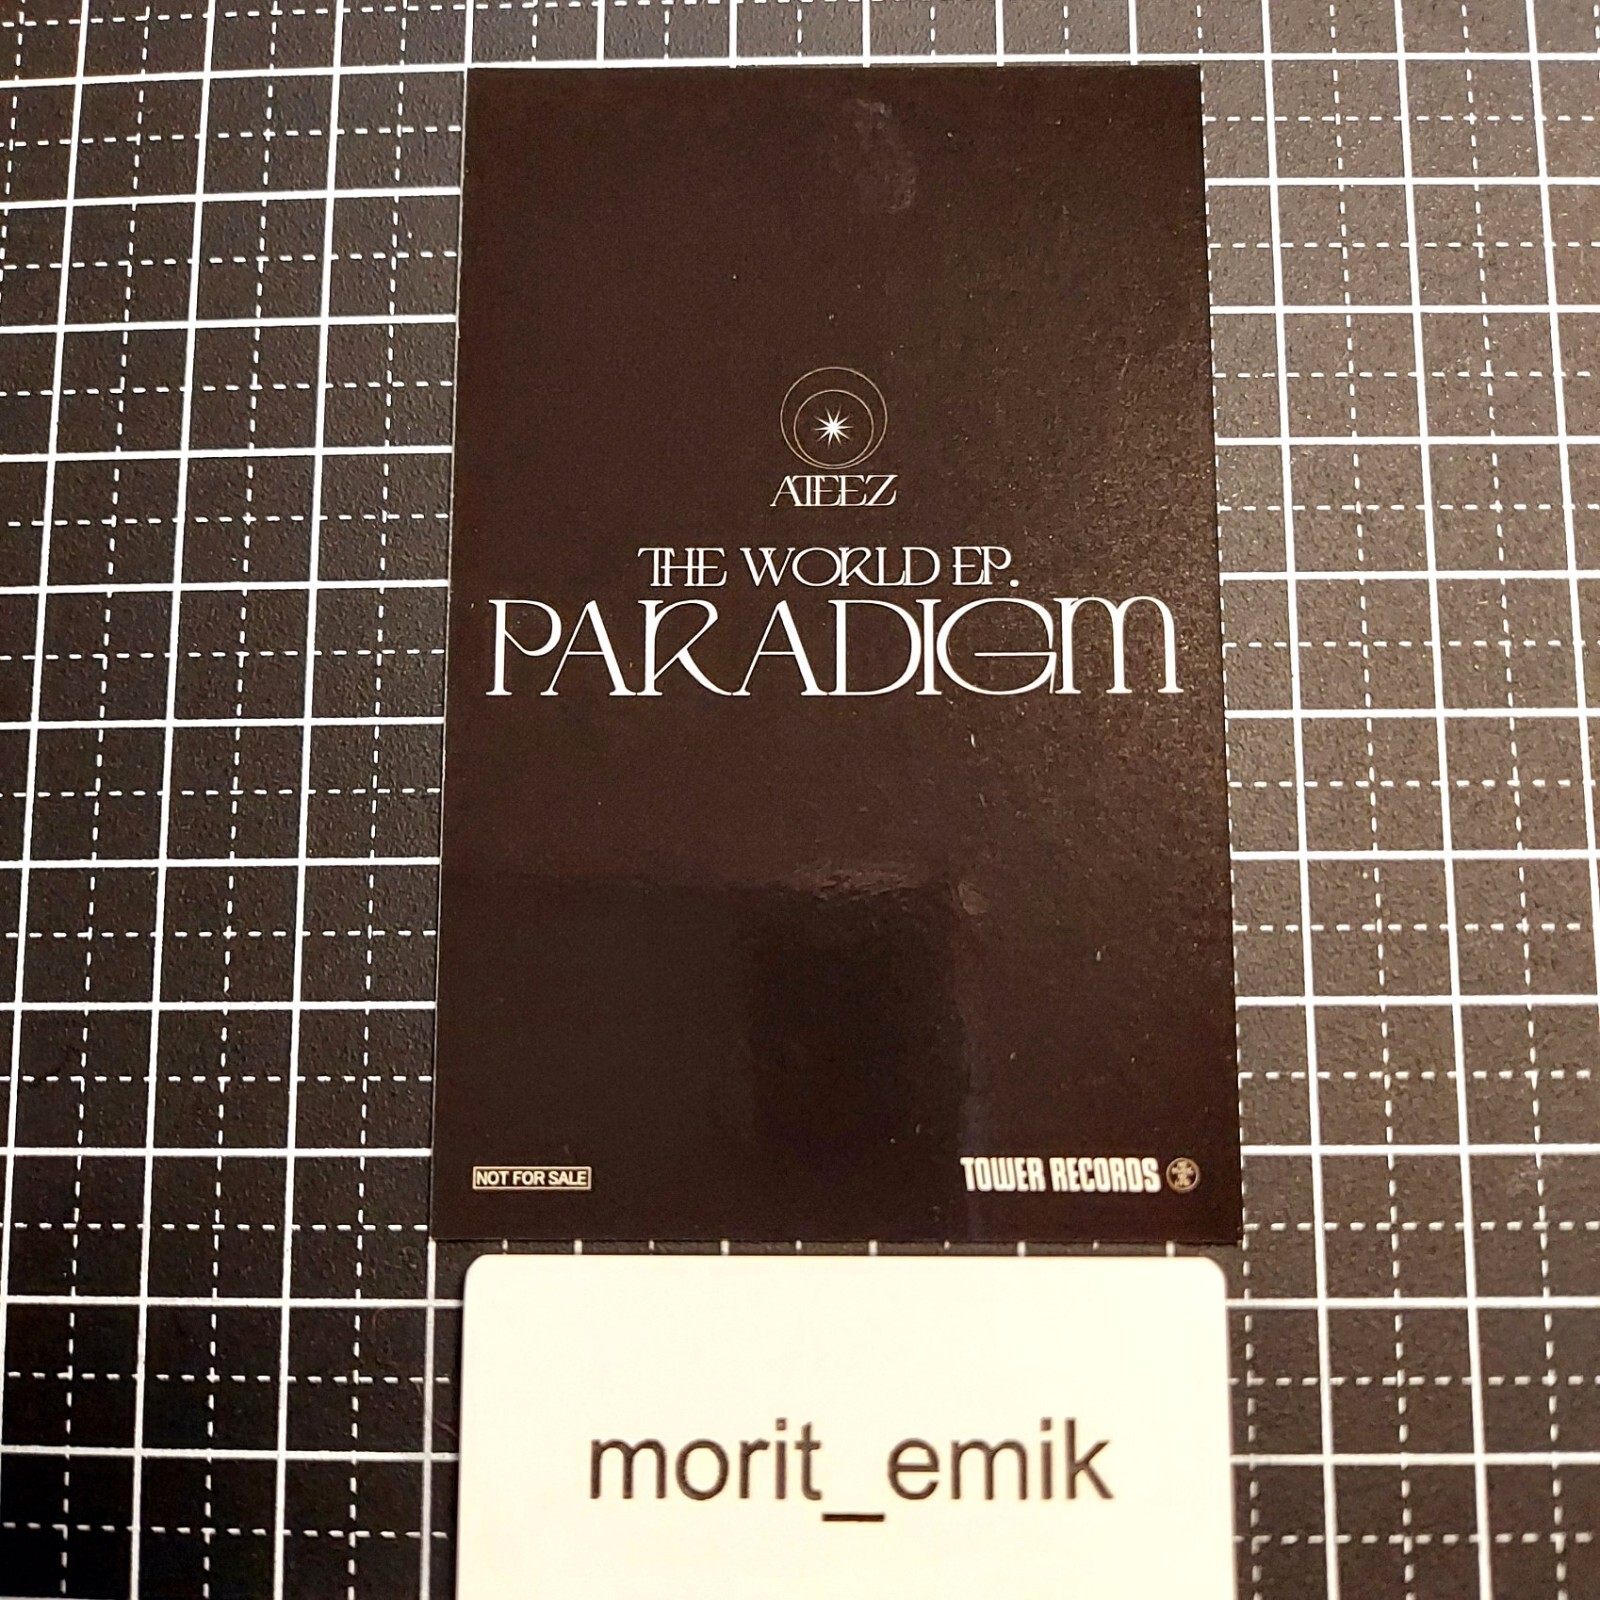 ATEEZ
THE WORLD EP.
PARADIGM
NOT FOR SALE
TOWER RECORDS
morit_emik